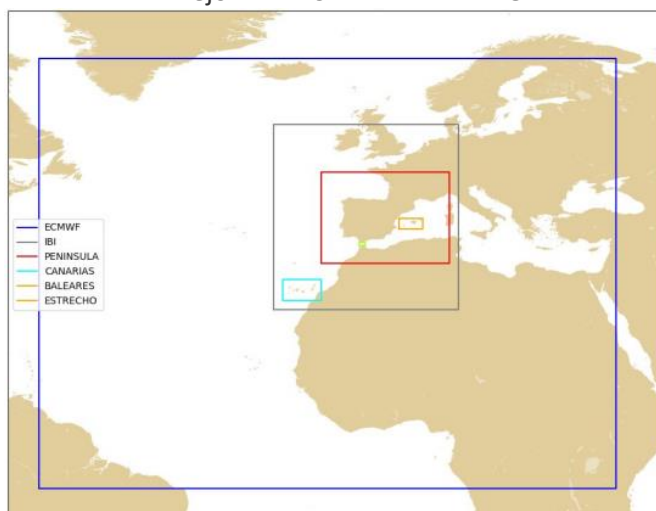 ECMWF
IBI
PENINSULA
CANARIAS
BALEARES
ESTRECHO